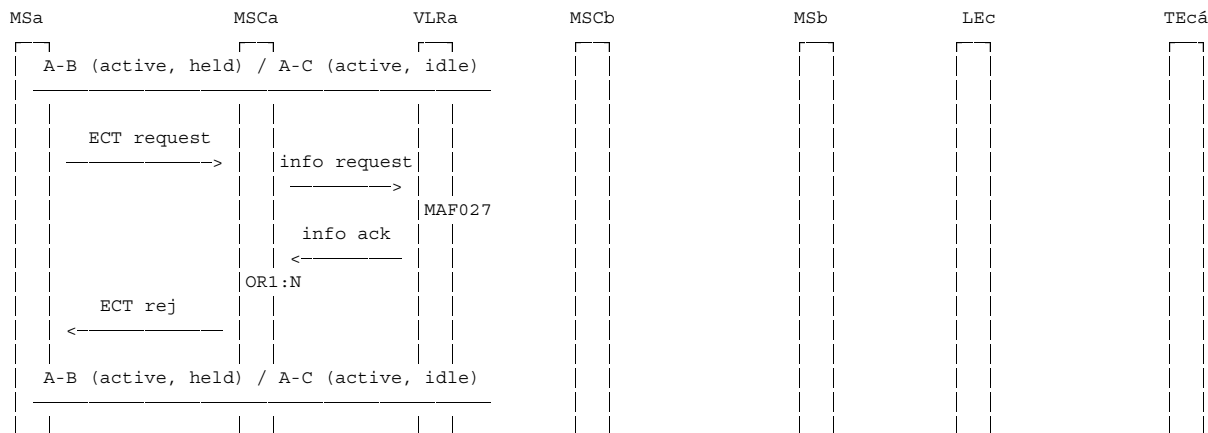 MSa MSCa VLRa MSCb MSb LEc TEcá
A-B (active, held) / A-C (active, idle)
ECT request
info request
MAF027
info ack
OR1:N
ECT rej
A-B (active, held) / A-C (active, idle)